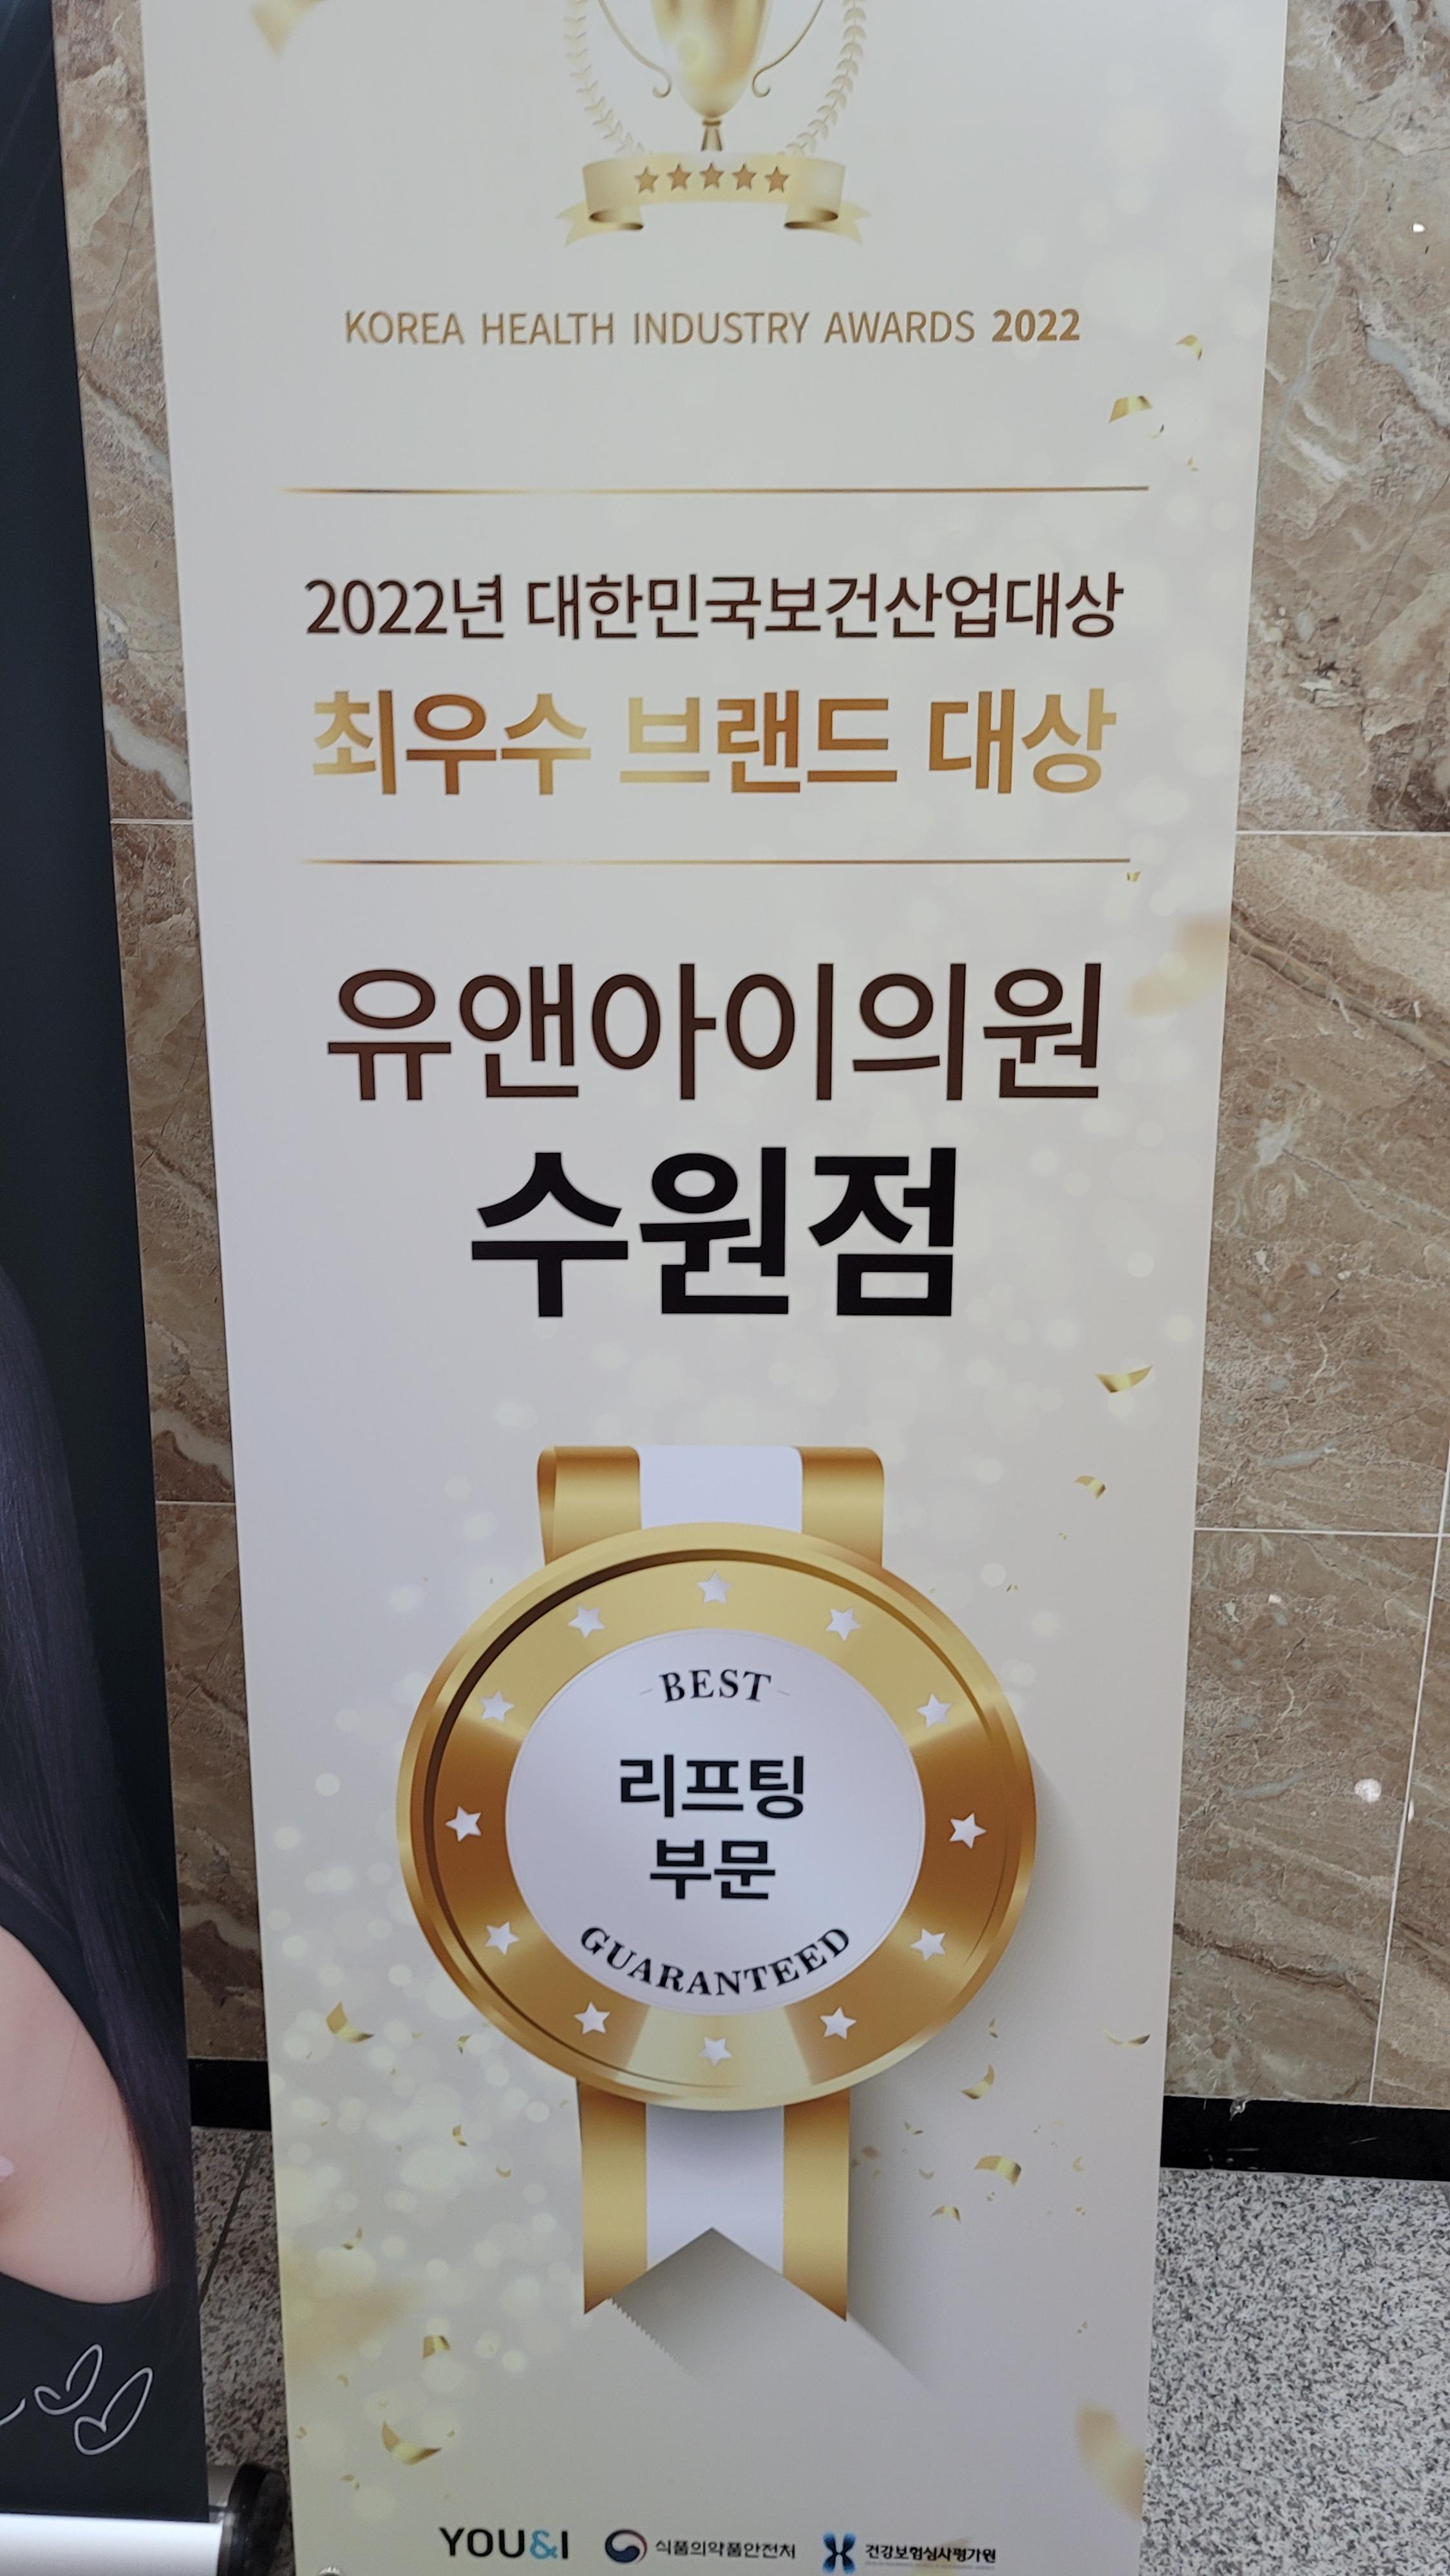 KOREA HEALTH INDUSTRY AWARDS 2022
2022년 대한민국보건산업대상
최우수 브랜드 대상
유앤아이의원
수원점
BEST
리프팅
부문
GUARANTEED
YOU&I 식품의약품안전처 건강보험심사평가원